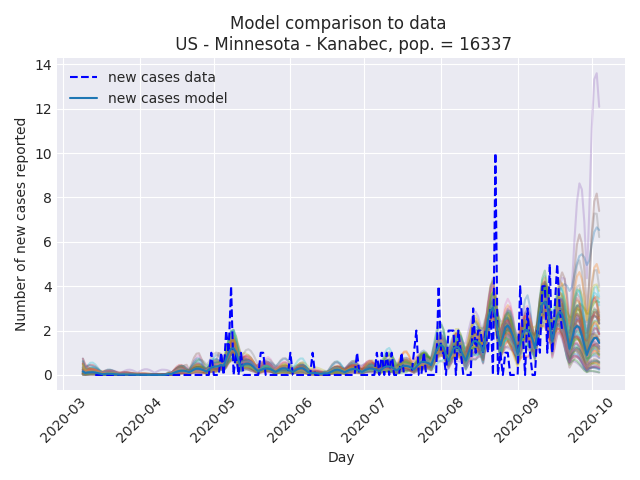 Model comparison to data
US - Minnesota - Kanabec, pop. = 16337
new cases data
new cases model
Number of new cases reported
14
12
10
8
6
4
2
0
2020-03
2020-04
2020-05
2020-06
2020-07
2020-08
2020-09
2020-10
Day